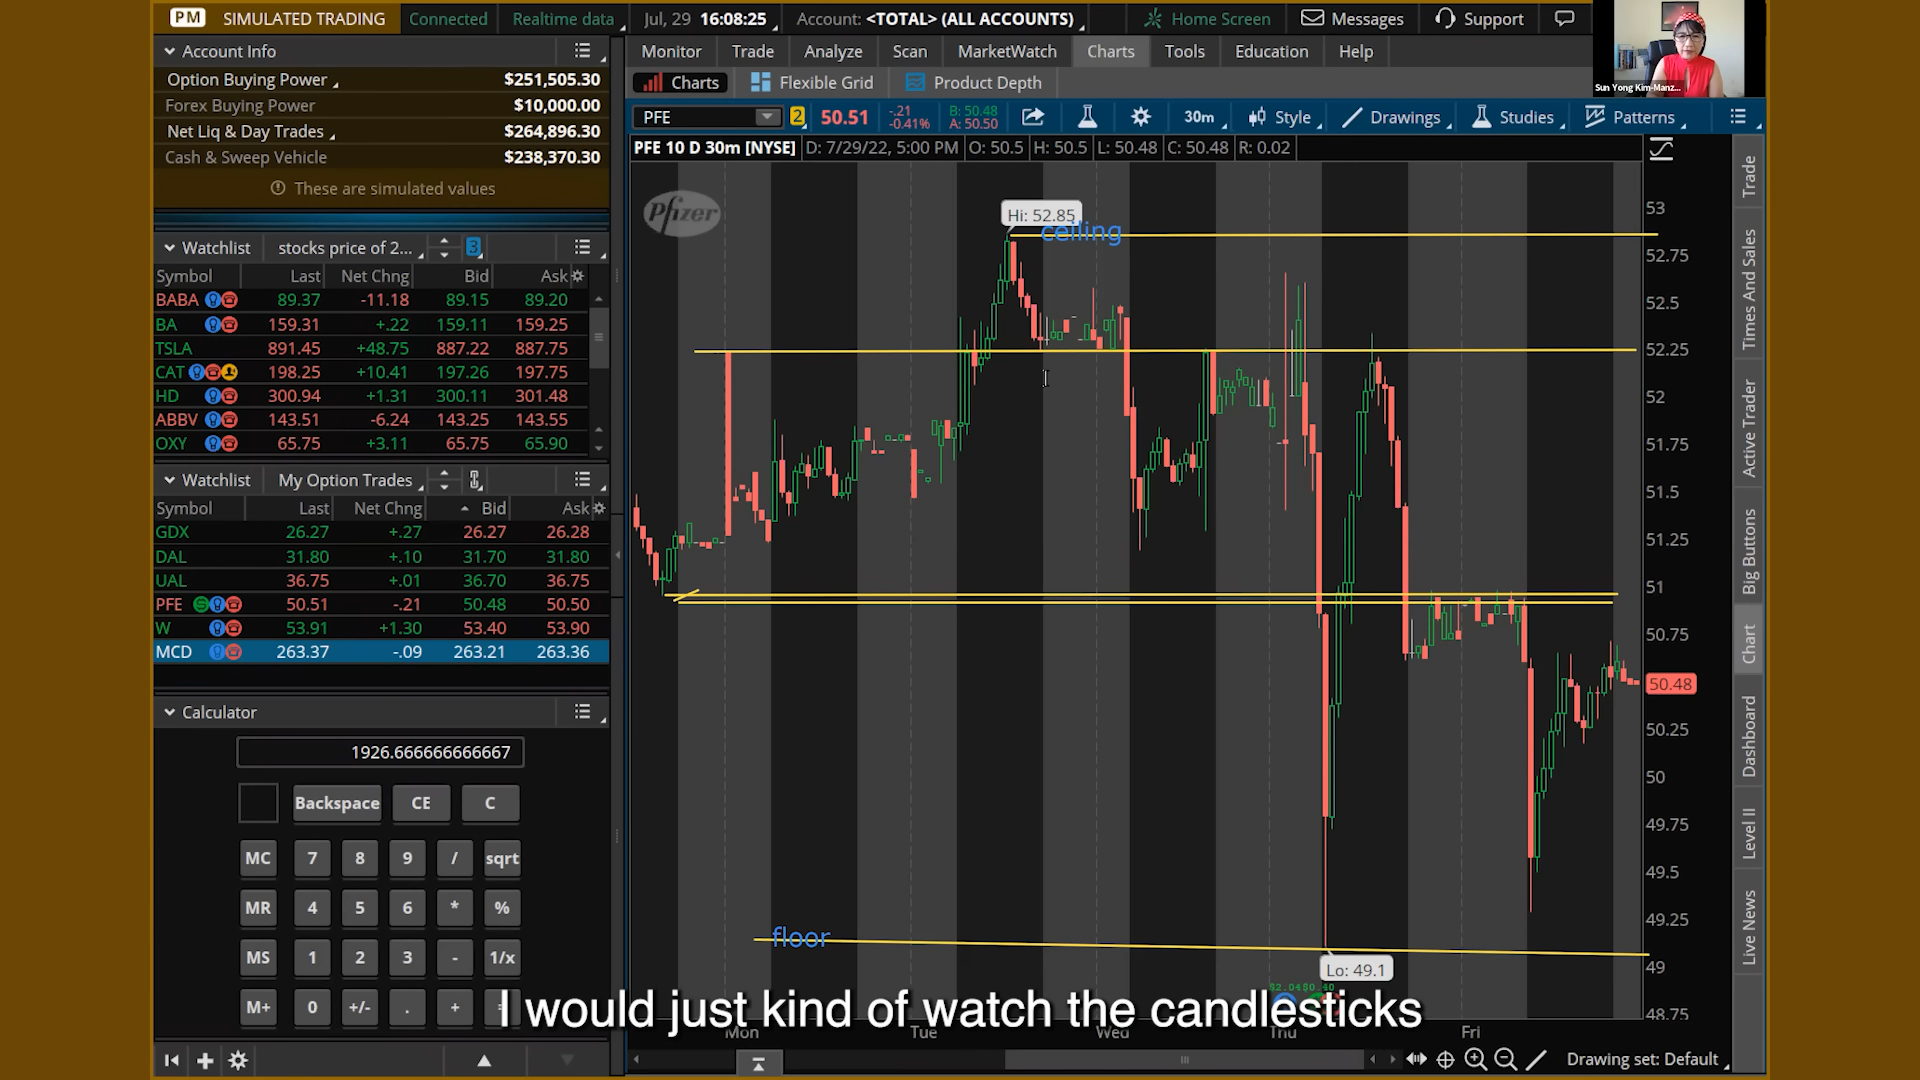 PM SIMULATED TRADING Connected Realtime data Jul, 29 16:08:25 Account: <TOTAL> (ALL ACCOUNTS) Home Screen Messages Support
Sun Yong Kim-Manz...
Account Info
Option Buying Power $251,505.30
Forex Buying Power $10,000.00
Net Liq & Day Trades $264,896.30
Cash & Sweep Vehicle $238,370.30
These are simulated values
Watchlist stocks price of 2... 3
Symbol Last Net Chng Bid Ask
BABA 89.37 -11.18 89.15 89.20
BA 159.31 +.22 159.11 159.25
TSLA 891.45 +48.75 887.22 887.75
CAT 198.25 +10.41 197.26 197.75
HD 300.94 +1.31 300.11 301.48
ABBV 143.51 -6.24 143.25 143.55
OXY 65.75 +3.11 65.75 65.90
Watchlist My Option Trades
Symbol Last Net Chng Bid Ask
GDX 26.27 +.27 26.27 26.28
DAL 31.80 +.10 31.70 31.80
UAL 36.75 +.01 36.70 36.75
PFE 50.51 -.21 50.48 50.50
W 53.91 +1.30 53.40 53.90
MCD 263.37 -.09 263.21 263.36
Calculator
1926.666666666667
Backspace CE C
MC 7 8 9 / sqrt
MR 4 5 6 * %
MS 1 2 3 - 1/x
M+ 0 +/- . + =
Monitor Trade Analyze Scan MarketWatch Charts Tools Education Help
Charts Flexible Grid Product Depth
PFE 2 50.51 -.21 -0.41% B: 50.48 A: 50.50 30m Style Drawings Studies Patterns
PFE 10 D 30m [NYSE] D: 7/29/22, 5:00 PM O: 50.5 H: 50.5 L: 50.48 C: 50.48 R: 0.02
Pfizer
Hi: 52.85
ceiling
floor
Lo: 49.1
$2.04 $0.40
53
52.75
52.5
52.25
52
51.75
51.5
51.25
51
50.75
50.48
50.25
50
49.75
49.5
49.25
49
48.75
Mon Tue Wed Thu Fri
I would just kind of watch the candlesticks
Drawing set: Default
Trade
Times And Sales
Active Trader
Big Buttons
Chart
Dashboard
Level II
Live News